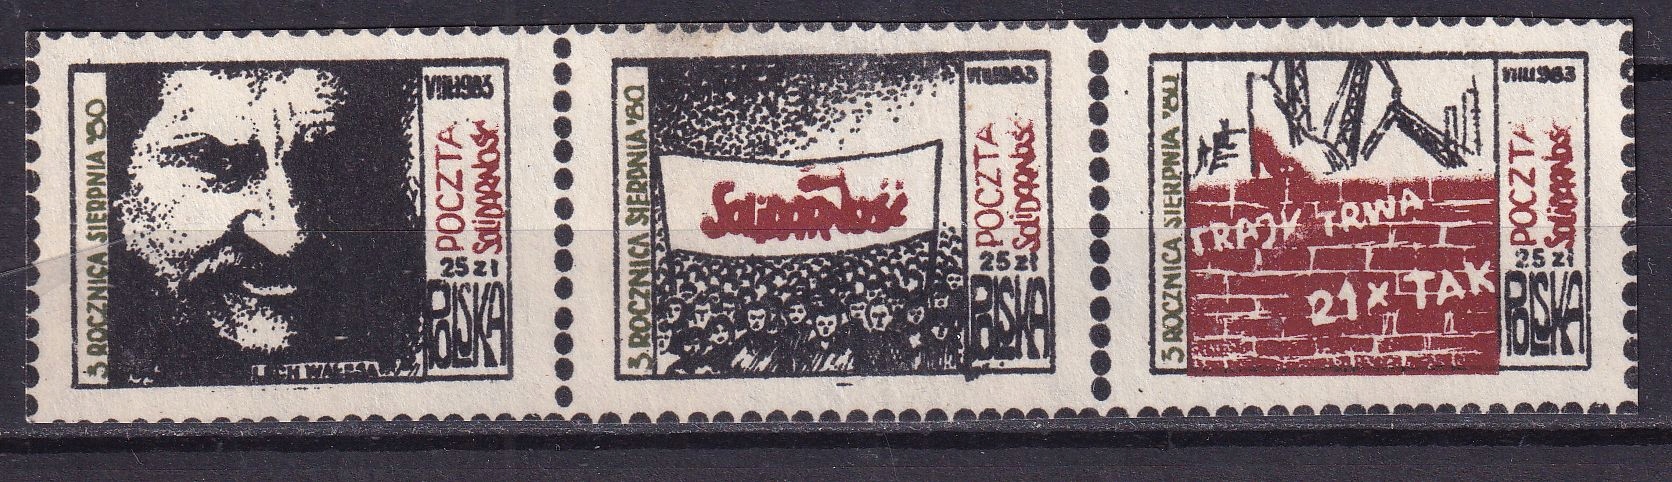 3 ROCZNICA SIERPNIA '80
VIII.1983
POCZTA
Solidarność
25 zł
POLSKA
LECH WAŁĘSA
3 ROCZNICA SIERPNIA '80
VIII.1983
Solidarność
POCZTA
Solidarność
25 zł
POLSKA
3 ROCZNICA SIERPNIA '80
VIII.1983
TRAJK TRWA
21 x TAK
POCZTA
Solidarność
25 zł
POLSKA